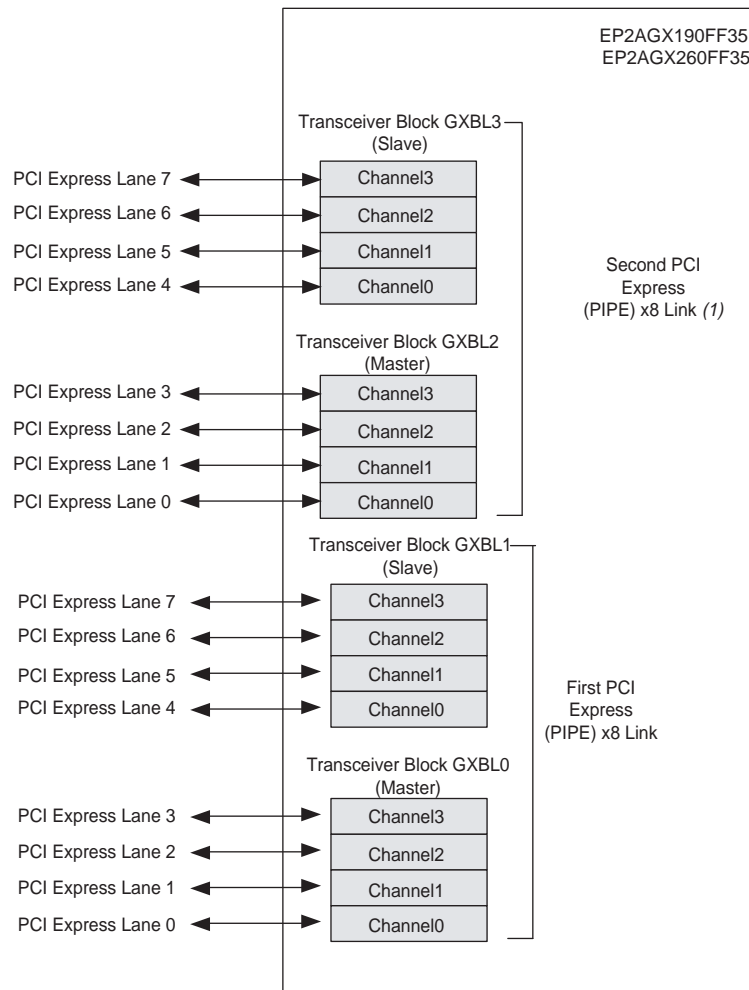 EP2AGX190FF35
EP2AGX260FF35
Transceiver Block GXBL3
(Slave)
PCI Express Lane 7
Channel3
PCI Express Lane 6
Channel2
PCI Express Lane 5
Channel1
PCI Express Lane 4
Channel0
Second PCI
Express
(PIPE) x8 Link (1)
Transceiver Block GXBL2
(Master)
PCI Express Lane 3
Channel3
PCI Express Lane 2
Channel2
PCI Express Lane 1
Channel1
PCI Express Lane 0
Channel0
Transceiver Block GXBL1
(Slave)
PCI Express Lane 7
Channel3
PCI Express Lane 6
Channel2
PCI Express Lane 5
Channel1
PCI Express Lane 4
Channel0
First PCI
Express
(PIPE) x8 Link
Transceiver Block GXBL0
(Master)
PCI Express Lane 3
Channel3
PCI Express Lane 2
Channel2
PCI Express Lane 1
Channel1
PCI Express Lane 0
Channel0